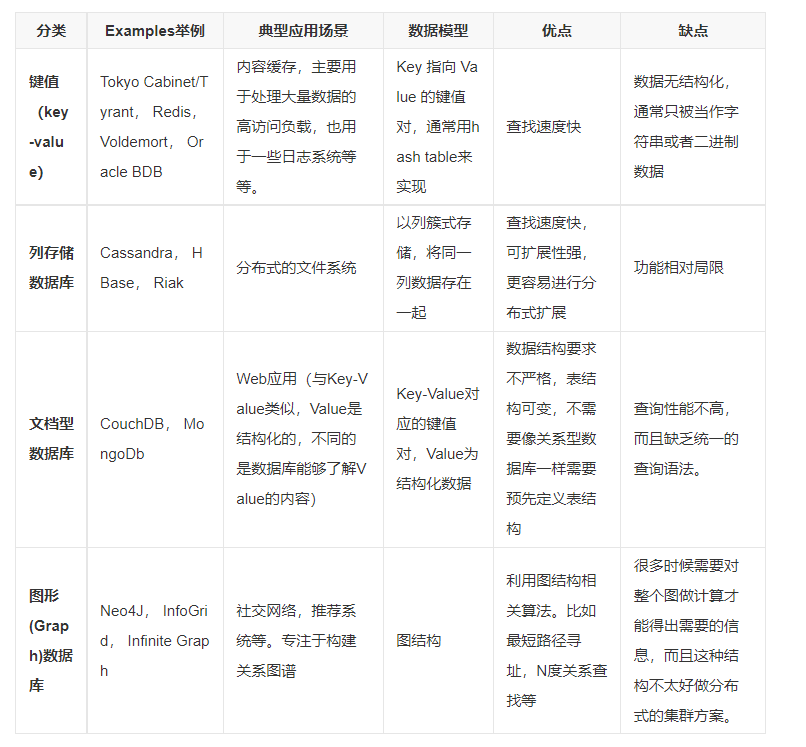 分类
Examples举例
典型应用场景
数据模型
优点
缺点
键值
（key
-valu
e）
Tokyo Cabinet/T
yrant， Redis，
Voldemort， Or
acle BDB
内容缓存，主要用
于处理大量数据的
高访问负载，也用
于一些日志系统等
等。
Key 指向 Va
lue 的键值
对，通常用h
ash table来
实现
查找速度快
数据无结构化，
通常只被当作字
符串或者二进制
数据
列存储
数据库
Cassandra， H
Base， Riak
分布式的文件系统
以列簇式存
储，将同一
列数据存在
一起
查找速度快，
可扩展性强，
更容易进行分
布式扩展
功能相对局限
文档型
数据库
CouchDB， Mo
ngoDb
Web应用（与Key-V
alue类似，Value是
结构化的，不同的
是数据库能够了解V
alue的内容）
Key-Value对
应的键值
对，Value为
结构化数据
数据结构要求
不严格，表结
构可变，不需
要像关系型数
据库一样需要
预先定义表结
构
查询性能不高，
而且缺乏统一的
查询语法。
图形
(Grap
h)数据
库
Neo4J， InfoGri
d， Infinite Grap
h
社交网络，推荐系
统等。专注于构建
关系图谱
图结构
利用图结构相
关算法。比如
最短路径寻
址，N度关系查
找等
很多时候需要对
整个图做计算才
能得出需要的信
息，而且这种结
构不太好做分布
式的集群方案。